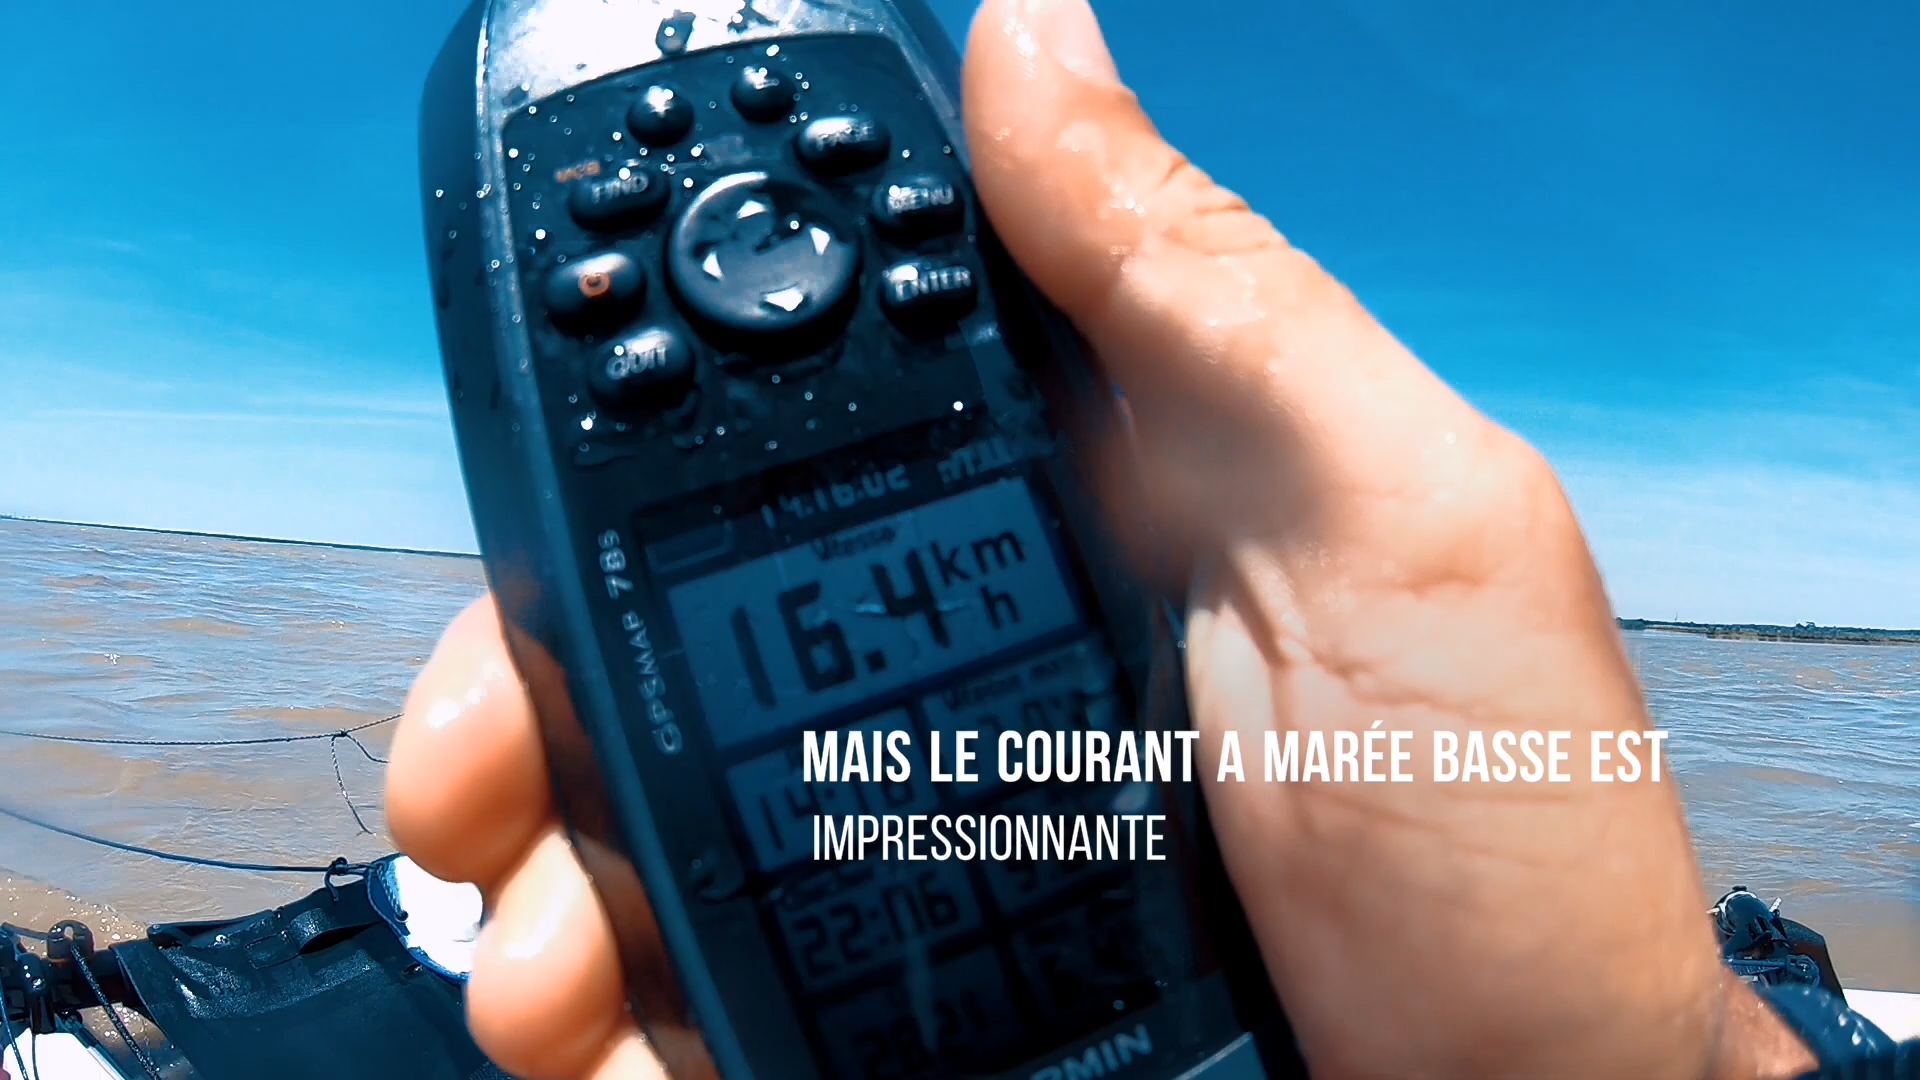 PAGE
FIND
MENU
ENTER
QUIT
14:16:02
Vitesse
16.4 km
h
GPSMAP 78s
MAIS LE COURANT A MARÉE BASSE EST
IMPRESSIONNANTE
22:06